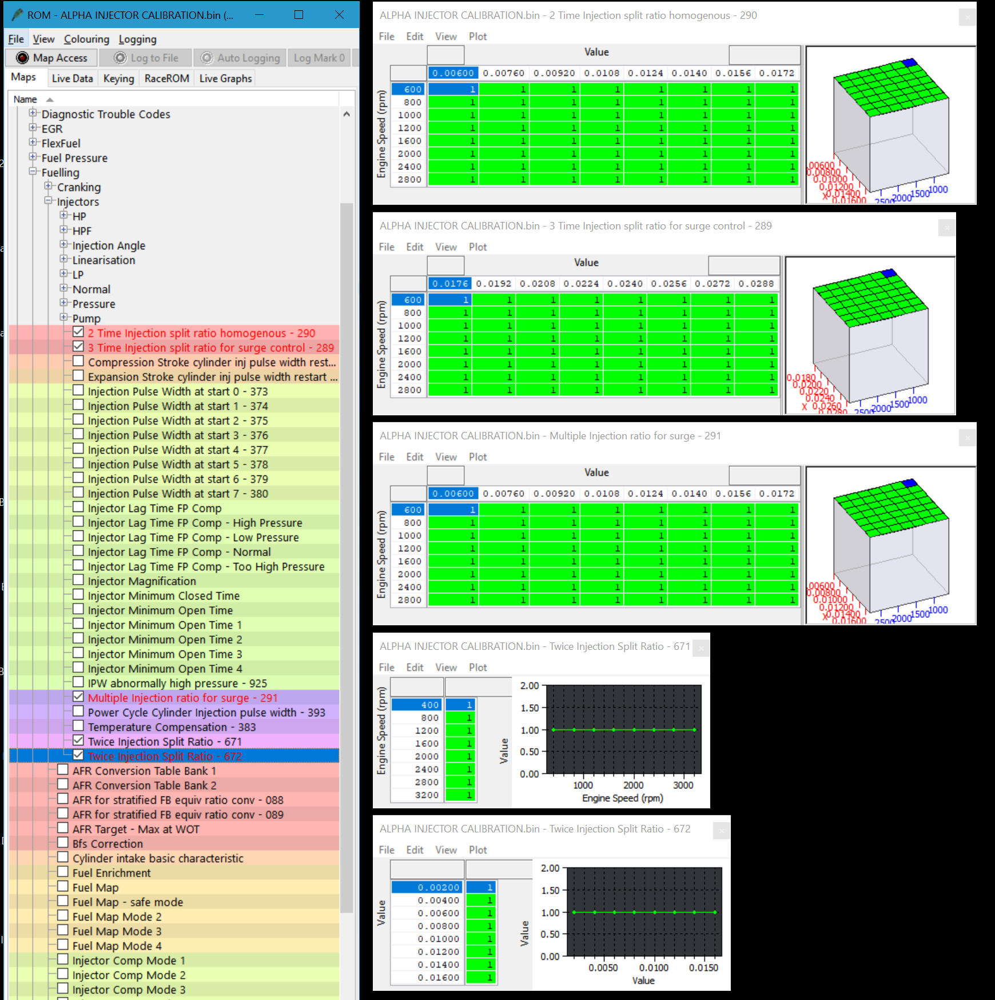 ROM - ALPHA INJECTOR CALIBRATION.bin (...
File View Colouring Logging
Map Access Log to File Auto Logging Log Mark 0
Maps Live Data Keying RaceROM Live Graphs
Name
Diagnostic Trouble Codes
EGR
FlexFuel
Fuel Pressure
Fuelling
Cranking
Injectors
HP
HPF
Injection Angle
Linearisation
LP
Normal
Pressure
Pump
2 Time Injection split ratio homogenous - 290
3 Time Injection split ratio for surge control - 289
Compression Stroke cylinder inj pulse width rest...
Expansion Stroke cylinder inj pulse width restart ...
Injection Pulse Width at start 0 - 373
Injection Pulse Width at start 1 - 374
Injection Pulse Width at start 2 - 375
Injection Pulse Width at start 3 - 376
Injection Pulse Width at start 4 - 377
Injection Pulse Width at start 5 - 378
Injection Pulse Width at start 6 - 379
Injection Pulse Width at start 7 - 380
Injector Lag Time FP Comp
Injector Lag Time FP Comp - High Pressure
Injector Lag Time FP Comp - Low Pressure
Injector Lag Time FP Comp - Normal
Injector Lag Time FP Comp - Too High Pressure
Injector Magnification
Injector Minimum Closed Time
Injector Minimum Open Time
Injector Minimum Open Time 1
Injector Minimum Open Time 2
Injector Minimum Open Time 3
Injector Minimum Open Time 4
IPW abnormally high pressure - 925
Multiple Injection ratio for surge - 291
Power Cycle Cylinder Injection pulse width - 393
Temperature Compensation - 383
Twice Injection Split Ratio - 671
Twice Injection Split Ratio - 672
AFR Conversion Table Bank 1
AFR Conversion Table Bank 2
AFR for stratified FB equiv ratio conv - 088
AFR for stratified FB equiv ratio conv - 089
AFR Target - Max at WOT
Bfs Correction
Cylinder intake basic characteristic
Fuel Enrichment
Fuel Map
Fuel Map - safe mode
Fuel Map Mode 2
Fuel Map Mode 3
Fuel Map Mode 4
Injector Comp Mode 1
Injector Comp Mode 2
Injector Comp Mode 3
ALPHA INJECTOR CALIBRATION.bin - 2 Time Injection split ratio homogenous - 290
File Edit View Plot
Value
0.00600 0.00760 0.00920 0.0108 0.0124 0.0140 0.0156 0.0172
Engine Speed (rpm)
600 1 1 1 1 1 1 1 1
800 1 1 1 1 1 1 1 1
1000 1 1 1 1 1 1 1 1
1200 1 1 1 1 1 1 1 1
1600 1 1 1 1 1 1 1 1
2000 1 1 1 1 1 1 1 1
2400 1 1 1 1 1 1 1 1
2800 1 1 1 1 1 1 1 1
.00600
0.00800
0.01000
0.01200
0.01400
0.01600
X
2500 2000 1500 1000
ALPHA INJECTOR CALIBRATION.bin - 3 Time Injection split ratio for surge control - 289
File Edit View Plot
Value
0.0176 0.0192 0.0208 0.0224 0.0240 0.0256 0.0272 0.0288
Engine Speed (rpm)
600 1 1 1 1 1 1 1 1
800 1 1 1 1 1 1 1 1
1000 1 1 1 1 1 1 1 1
1200 1 1 1 1 1 1 1 1
1600 1 1 1 1 1 1 1 1
2000 1 1 1 1 1 1 1 1
2400 1 1 1 1 1 1 1 1
2800 1 1 1 1 1 1 1 1
0.0180
0.0200
0.0220
0.0240
0.0260
0.0280
X
2500 2000 1500 1000
ALPHA INJECTOR CALIBRATION.bin - Multiple Injection ratio for surge - 291
File Edit View Plot
Value
0.00600 0.00760 0.00920 0.0108 0.0124 0.0140 0.0156 0.0172
Engine Speed (rpm)
600 1 1 1 1 1 1 1 1
800 1 1 1 1 1 1 1 1
1000 1 1 1 1 1 1 1 1
1200 1 1 1 1 1 1 1 1
1600 1 1 1 1 1 1 1 1
2000 1 1 1 1 1 1 1 1
2400 1 1 1 1 1 1 1 1
2800 1 1 1 1 1 1 1 1
.00600
0.00800
0.01000
0.01200
0.01400
0.01600
X
2500 2000 1500 1000
ALPHA INJECTOR CALIBRATION.bin - Twice Injection Split Ratio - 671
File Edit View Plot
Engine Speed (rpm)
400 1
800 1
1200 1
1600 1
2000 1
2400 1
2800 1
3200 1
Value
2.00
1.50
1.00
0.50
0.00
1000 2000 3000
Engine Speed (rpm)
ALPHA INJECTOR CALIBRATION.bin - Twice Injection Split Ratio - 672
File Edit View Plot
Value
0.00200 1
0.00400 1
0.00600 1
0.00800 1
0.01000 1
0.01200 1
0.01400 1
0.01600 1
Value
2.00
1.50
1.00
0.50
0.00
0.0050 0.0100 0.0150
Value